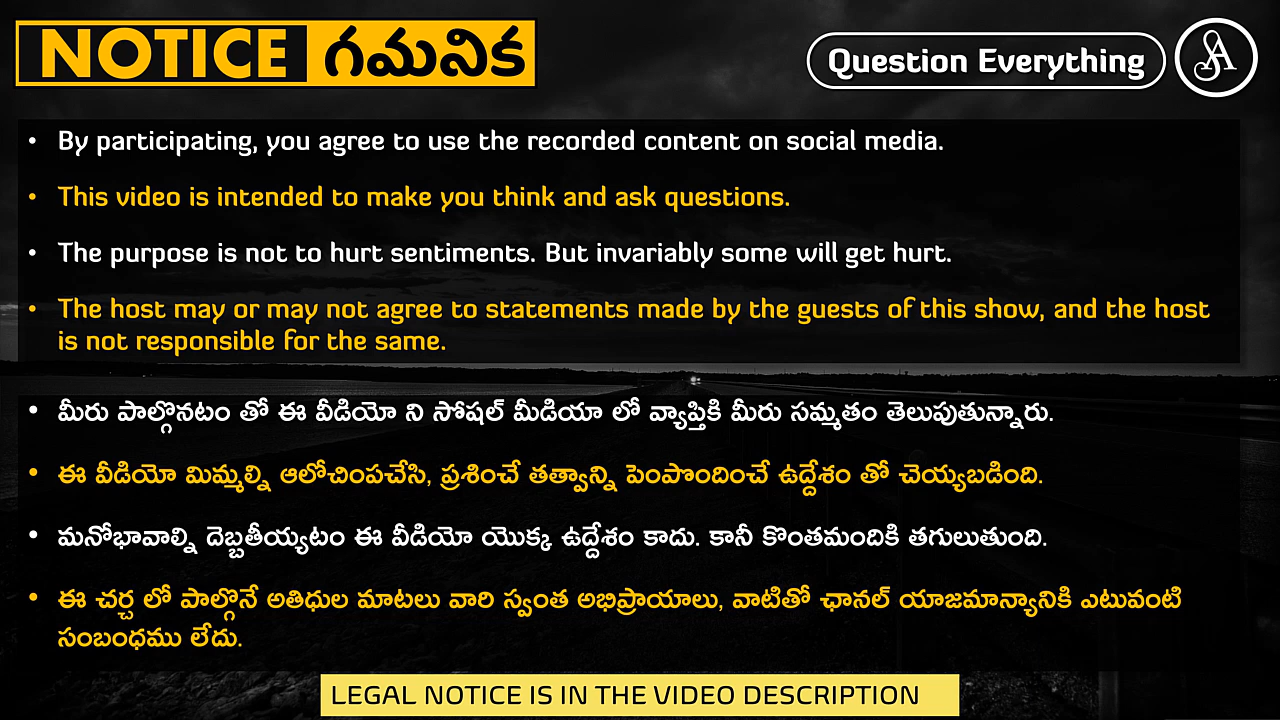 NOTICE గమనిక
Question Everything
• By participating, you agree to use the recorded content on social media.
• This video is intended to make you think and ask questions.
• The purpose is not to hurt sentiments. But invariably some will get hurt.
• The host may or may not agree to statements made by the guests of this show, and the host
is not responsible for the same.
• మీరు పాల్గొనటం తో ఈ వీడియో ని సోషల్ మీడియా లో వ్యాప్తికి మీరు సమ్మతం తెలుపుతున్నారు.
• ఈ వీడియో మిమ్మల్ని ఆలోచింపచేసి, ప్రశించే తత్వాన్ని పెంపొందించే ఉద్దేశం తో చెయ్యబడింది.
• మనోభావాల్ని దెబ్బతీయ్యటం ఈ వీడియో యొక్క ఉద్దేశం కాదు. కానీ కొంతమందికి తగులుతుంది.
• ఈ చర్చ లో పాల్గొనే అతిధుల మాటలు వారి స్వంత అభిప్రాయాలు, వాటితో ఛానల్ యాజమాన్యానికి ఎటువంటి
సంబంధము లేదు.
LEGAL NOTICE IS IN THE VIDEO DESCRIPTION